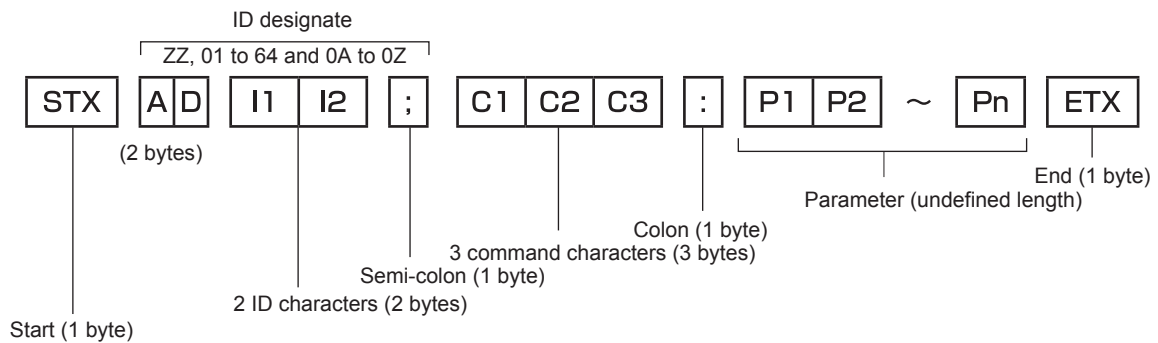 ID designate
ZZ, 01 to 64 and 0A to 0Z
STX A D I1 I2 ; C1 C2 C3 : P1 P2 ~ Pn ETX
(2 bytes)
End (1 byte)
Parameter (undefined length)
Colon (1 byte)
3 command characters (3 bytes)
Semi-colon (1 byte)
2 ID characters (2 bytes)
Start (1 byte)